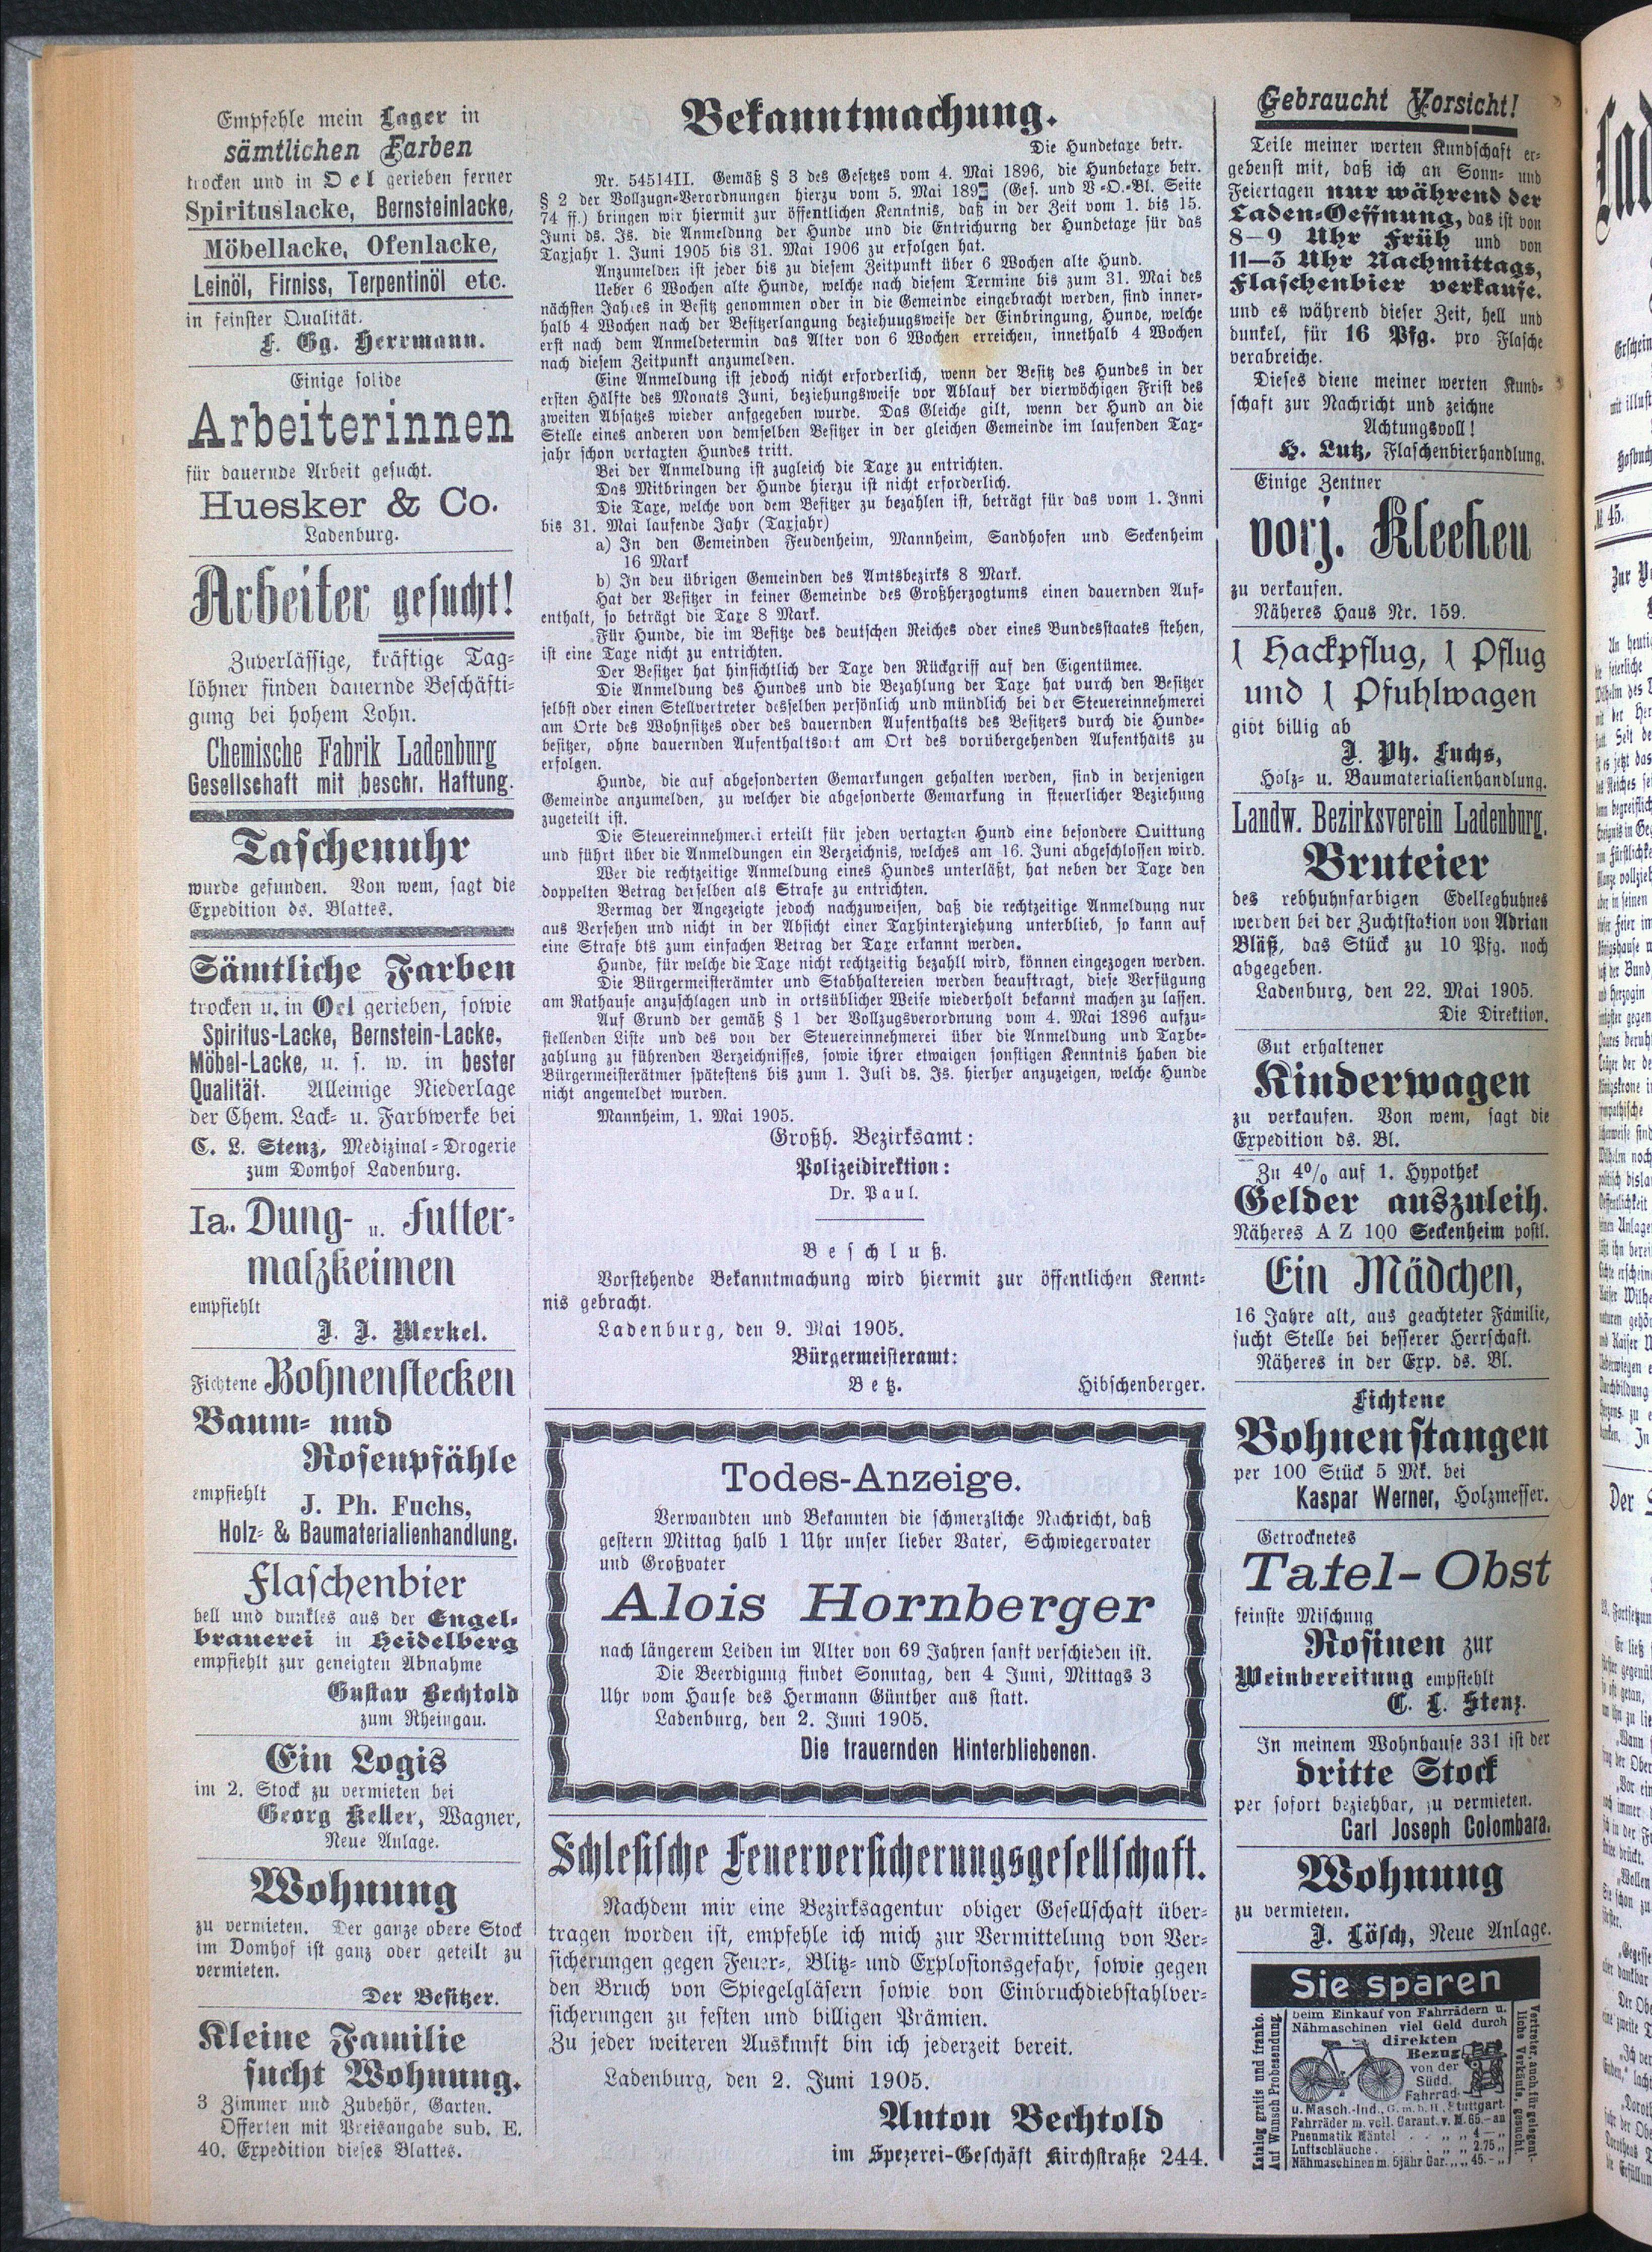 Empfehle mein Lager in
sämtlichen Farben
trocken und in Oel gerieben ferner
Spirituslacke, Bernsteinlacke,
Möbellacke, Ofenlacke,
Leinöl, Firniss, Terpentinöl etc.
in feinster Qualität.
F. Gg. Herrmann.
Einige solide
Arbeiterinnen
für dauernde Arbeit gesucht.
Huesker & Co.
Ladenburg.
Arbeiter gesucht!
Zuverlässige, kräftige Tag-
löhner finden dauernde Beschäfti-
gung bei hohem Lohn.
Chemische Fabrik Ladenburg
Gesellschaft mit beschr. Haftung.
Taschenuhr
wurde gefunden. Von wem, sagt die
Expedition ds. Blattes.
Sämtliche Farben
trocken u. in Oel gerieben, sowie
Spiritus-Lacke, Bernstein-Lacke,
Möbel-Lacke, u. s. w. in bester
Qualität. Alleinige Niederlage
der Chem. Lack- u. Farbwerke bei
C. L. Stenz, Medizinal-Drogerie
zum Domhof Ladenburg.
Ia. Dung- u. Futter-
malzkeimen
empfiehlt
J. J. Merkel.
Fichtene Bohnenstecken
Baum- und
Rosenpfähle
empfiehlt
J. Ph. Fuchs,
Holz- & Baumaterialienhandlung.
Flaschenbier
hell und dunkles aus der Engel-
brauerei in Heidelberg
empfiehlt zur geneigten Abnahme
Gustav Bechtold
zum Rheingau.
Ein Logis
im 2. Stock zu vermieten bei
Georg Keller, Wagner,
Neue Anlage.
Wohnung
zu vermieten. Der ganze obere Stock
im Domhof ist ganz oder geteilt zu
vermieten.
Der Besitzer.
Kleine Familie
sucht Wohnung.
3 Zimmer und Zubehör, Garten.
Offerten mit Preisangabe sub. E.
40. Expedition dieses Blattes.
Bekanntmachung.
Die Hundetaxe betr.
Nr. 54514II. Gemäß § 3 des Gesetzes vom 4. Mai 1896, die Hundetaxe betr.
§ 2 der Vollzugn-Verordnungen hierzu vom 5. Mai 189 (Ges. und V-O.-Bl. Seite
74 ff.) bringen wir hiermit zur öffentlichen Kenntnis, daß in der Zeit vom 1. bis 15.
Juni ds. Js. die Anmeldung der Hunde und die Entrichurng der Hundetaxe für das
Taxjahr 1. Juni 1905 bis 31. Mai 1906 zu erfolgen hat.
Anzumelden ist jeder bis zu diesem Zeitpunkt über 6 Wochen alte Hund.
Ueber 6 Wochen alte Hunde, welche nach diesem Termine bis zum 31. Mai des
nächsten Jahres in Besitz genommen oder in die Gemeinde eingebracht werden, sind inner-
halb 4 Wochen nach der Besitzerlangung beziehuugsweise der Einbringung, Hunde, welche
erst nach dem Anmeldetermin das Alter von 6 Wochen erreichen, innethalb 4 Wochen
nach diesem Zeitpunkt anzumelden.
Eine Anmeldung ist jedoch nicht erforderlich, wenn der Besitz des Hundes in der
ersten Hälfte des Monats Juni, beziehungsweise vor Ablauf der vierwöchigen Frist des
zweiten Absatzes wieder anfgegeben wurde. Das Gleiche gilt, wenn der Hund an die
Stelle eines anderen von demselben Besitzer in der gleichen Gemeinde im laufenden Tax-
jahr schon vertaxten Hundes tritt.
Bei der Anmeldung ist zugleich die Taxe zu entrichten.
Das Mitbringen der Hunde hierzu ist nicht erforderlich.
Die Taxe, welche von dem Besitzer zu bezahlen ist, beträgt für das vom 1. Inni
bis 31. Mai laufende Jahr (Taxjahr)
a) In den Gemeinden Feudenheim, Mannheim, Sandhofen und Seckenheim
16 Mark
b) In deu übrigen Gemeinden des Amtsbezirks 8 Mark.
Hat der Besitzer in keiner Gemeinde des Großherzogtums einen dauernden Auf-
enthalt, so beträgt die Taxe 8 Mark.
Für Hunde, die im Besitze des deutschen Reiches oder eines Bundesstaates stehen,
ist eine Taxe nicht zu entrichten.
Der Besitzer hat hinsichtlich der Taxe den Rückgriff auf den Eigentümee.
Die Anmeldung des Hundes und die Bezahlung der Taxe hat durch den Besitzer
selbst oder einen Stellvertreter desselben persönlich und mündlich bei der Steuereinnehmerei
am Orte des Wohnsitzes oder des dauernden Aufenthalts des Besitzers durch die Hunde-
besitzer, ohne dauernden Aufenthaltsort am Ort des vorübergehenden Aufenthalts zu
erfolgen.
Hunde, die auf abgesonderten Gemarkungen gehalten werden, sind in derjenigen
Gemeinde anzumelden, zu welcher die abgesonderte Gemarkung in steuerlicher Beziehung
zugeteilt ist.
Die Steuereinnehmerei erteilt für jeden vertaxten Hund eine besondere Quittung
und führt über die Anmeldungen ein Verzeichnis, welches am 16. Juni abgeschlossen wird.
Wer die rechtzeitige Anmeldung eines Hundes unterläßt, hat neben der Taxe den
doppelten Betrag derselben als Strafe zu entrichten.
Vermag der Angezeigte jedoch nachzuweisen, daß die rechtzeitige Anmeldung nur
aus Versehen und nicht in der Absicht einer Taxhinterziehung unterblieb, so kann auf
eine Strafe bts zum einfachen Betrag der Taxe erkannt werden.
Hunde, für welche die Taxe nicht rechtzeitig bezahll wird, können eingezogen werden.
Die Bürgermeisterämter und Stabhaltereien werden beauftragt, diese Verfügung
am Rathause anzuschlagen und in ortsüblicher Weise wiederholt bekannt machen zu lassen.
Auf Grund der gemäß § 1 der Vollzugsverordnung vom 4. Mai 1896 aufzu-
stellenden Liste und des von der Steuereinnehmerei über die Anmeldung und Taxbe-
zahlung zu führenden Verzeichnisses, sowie ihrer etwaigen sonstigen Kenntnis haben die
Bürgermeisterätmer spätestens bis zum 1. Juli ds. Js. hierher anzuzeigen, welche Hunde
nicht angemeldet wurden.
Mannheim, 1. Mai 1905.
Großh. Bezirksamt:
Polizeidirektion:
Dr. Paul.
Beschluß.
Vorstehende Bekanntmachung wird hiermit zur öffentlichen Kennt-
nis gebracht.
Ladenburg, den 9. Mai 1905.
Bürgermeisteramt:
Betz. Hibschenberger.
Todes-Anzeige.
Verwandten und Bekannten die schmerzliche Nachricht, daß
gestern Mittag halb 1 Uhr unser lieber Vater, Schwiegervater
und Großvater
Alois Hornberger
nach längerem Leiden im Alter von 69 Jahren sanft verschieden ist.
Die Beerdigung findet Sonntag, den 4 Juni, Mittags 3
Uhr vom Hause des Hermann Günther aus statt.
Ladenburg, den 2. Juni 1905.
Die trauernden Hinterbliebenen.
Schlesische Feuerversicherungsgesellschaft.
Nachdem mir eine Bezirksagentur obiger Gesellschaft über-
tragen worden ist, empfehle ich mich zur Vermittelung von Ver-
sicherungen gegen Feuer-, Blitz- und Explosionsgefahr, sowie gegen
den Bruch von Spiegelgläsern sowie von Einbruchdiebstahlver-
sicherungen zu festen und billigen Prämien.
Zu jeder weiteren Auskunft bin ich jederzeit bereit.
Ladenburg, den 2. Juni 1905.
Anton Bechtold
im Spezerei-Geschäft Kirchstraße 244.
Gebraucht Vorsicht!
Teile meiner werten Kundschaft er-
gebenst mit, daß ich an Sonn- und
Feiertagen nur während der
Laden-Oeffnung, das ist von
8—9 Uhr Früh und von
11—3 Uhr Nachmittags,
Flaschenbier verkaufe.
und es während dieser Zeit, hell und
dunkel, für 16 Pfg. pro Flasche
verabreiche.
Dieses diene meiner werten Kund-
schaft zur Nachricht und zeichne
Achtungsvoll!
H. Lutz, Flaschenbierhandlung.
Einige Zentner
vorj. Kleeheu
zu verkaufen.
Näheres Haus Nr. 159.
1 Hackpflug, 1 Pflug
und 1 Pfuhlwagen
gibt billig ab
J. Ph. Fuchs,
Holz- u. Baumaterialienhandlung.
Landw. Bezirksverein Ladenburg.
Bruteier
des rebhuhnfarbigen Edelleghuhnes
werden bei der Zuchtstation von Adrian
Bläß, das Stück zu 10 Pfg. noch
abgegeben.
Ladenburg, den 22. Mai 1905.
Die Direktion.
Gut erhaltener
Kinderwagen
zu verkaufen. Von wem, sagt die
Expedition ds. Bl.
Zu 4% auf 1. Hypothek
Gelder auszuleih.
Näheres A Z 100 Seckenheim postl.
Ein Mädchen,
16 Jahre alt, aus geachteter Familie,
sucht Stelle bei besserer Herrschaft.
Näheres in der Exp. ds. Bl.
Fichtene
Bohnenstangen
per 100 Stück 5 Mk. bei
Kaspar Werner, Holzmesser.
Getrocknetes
Tafel-Obst
feinste Mischung
Rosinen zur
Weinbereitung empfiehlt
C. L. Stenz.
In meinem Wohnhause 331 ist der
dritte Stock
per sofort beziehbar, zu vermieten.
Carl Joseph Colombara.
Wohnung
zu vermieten.
J. Lösch, Neue Anlage.
Sie sparen
beim Einkauf von Fahrrädern u.
Nähmaschinen viel Geld durch
direkten
Bezug
von der
Südd.
Fahrrad-
u. Masch.-Ind., G. m. b. H., Stuttgart.
Fahrräder m. voll. Garant. v. M. 65.— an
Pneumatik Mäntel . . „ „ 4 — „
Luftschläuche . . . . „ „ 2.75 „
Nähmaschinen m. 5jähr Gar. „ „ 45.- „
Katalog gratis und franko.
Auf Wunsch Probesendung.
Vertreter, auch für gelegent-
liche Verkäufe, gesucht.
№ 45.